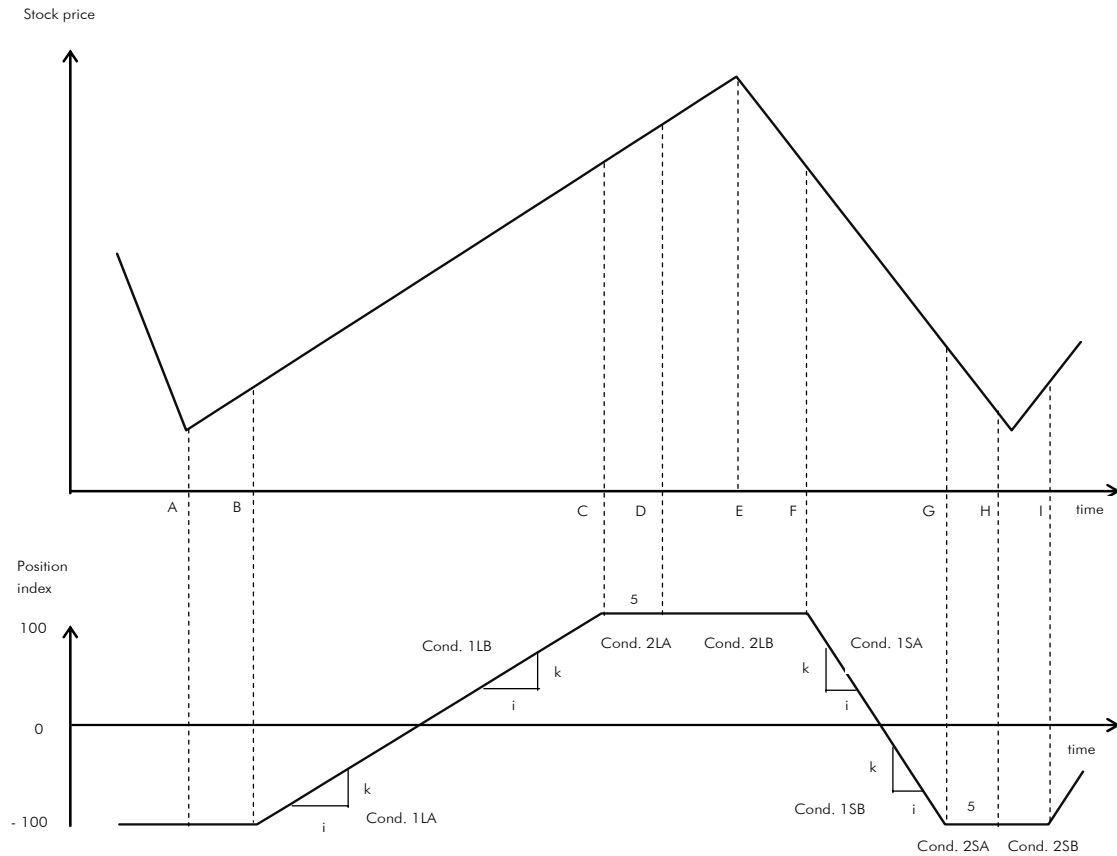 Stock price
A
B
C
D
E
F
G
H
I
time
Position
index
100
5
Cond. 1LB
Cond. 2LA
Cond. 2LB
Cond. 1SA
k
k
i
i
0
time
k
k
i
i
Cond. 1LA
Cond. 1SB
5
- 100
Cond. 2SA
Cond. 2SB